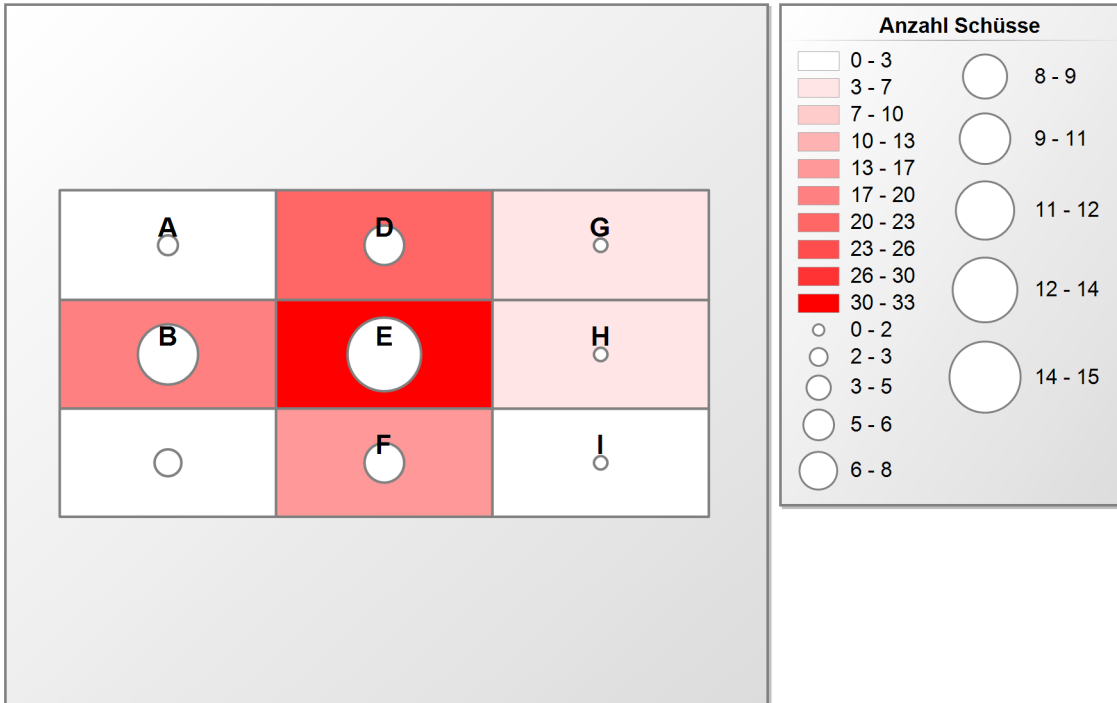 A
D
G
B
E
H
F
I
Anzahl Schüsse
0 - 3
3 - 7
7 - 10
10 - 13
13 - 17
17 - 20
20 - 23
23 - 26
26 - 30
30 - 33
0 - 2
2 - 3
3 - 5
5 - 6
6 - 8
8 - 9
9 - 11
11 - 12
12 - 14
14 - 15